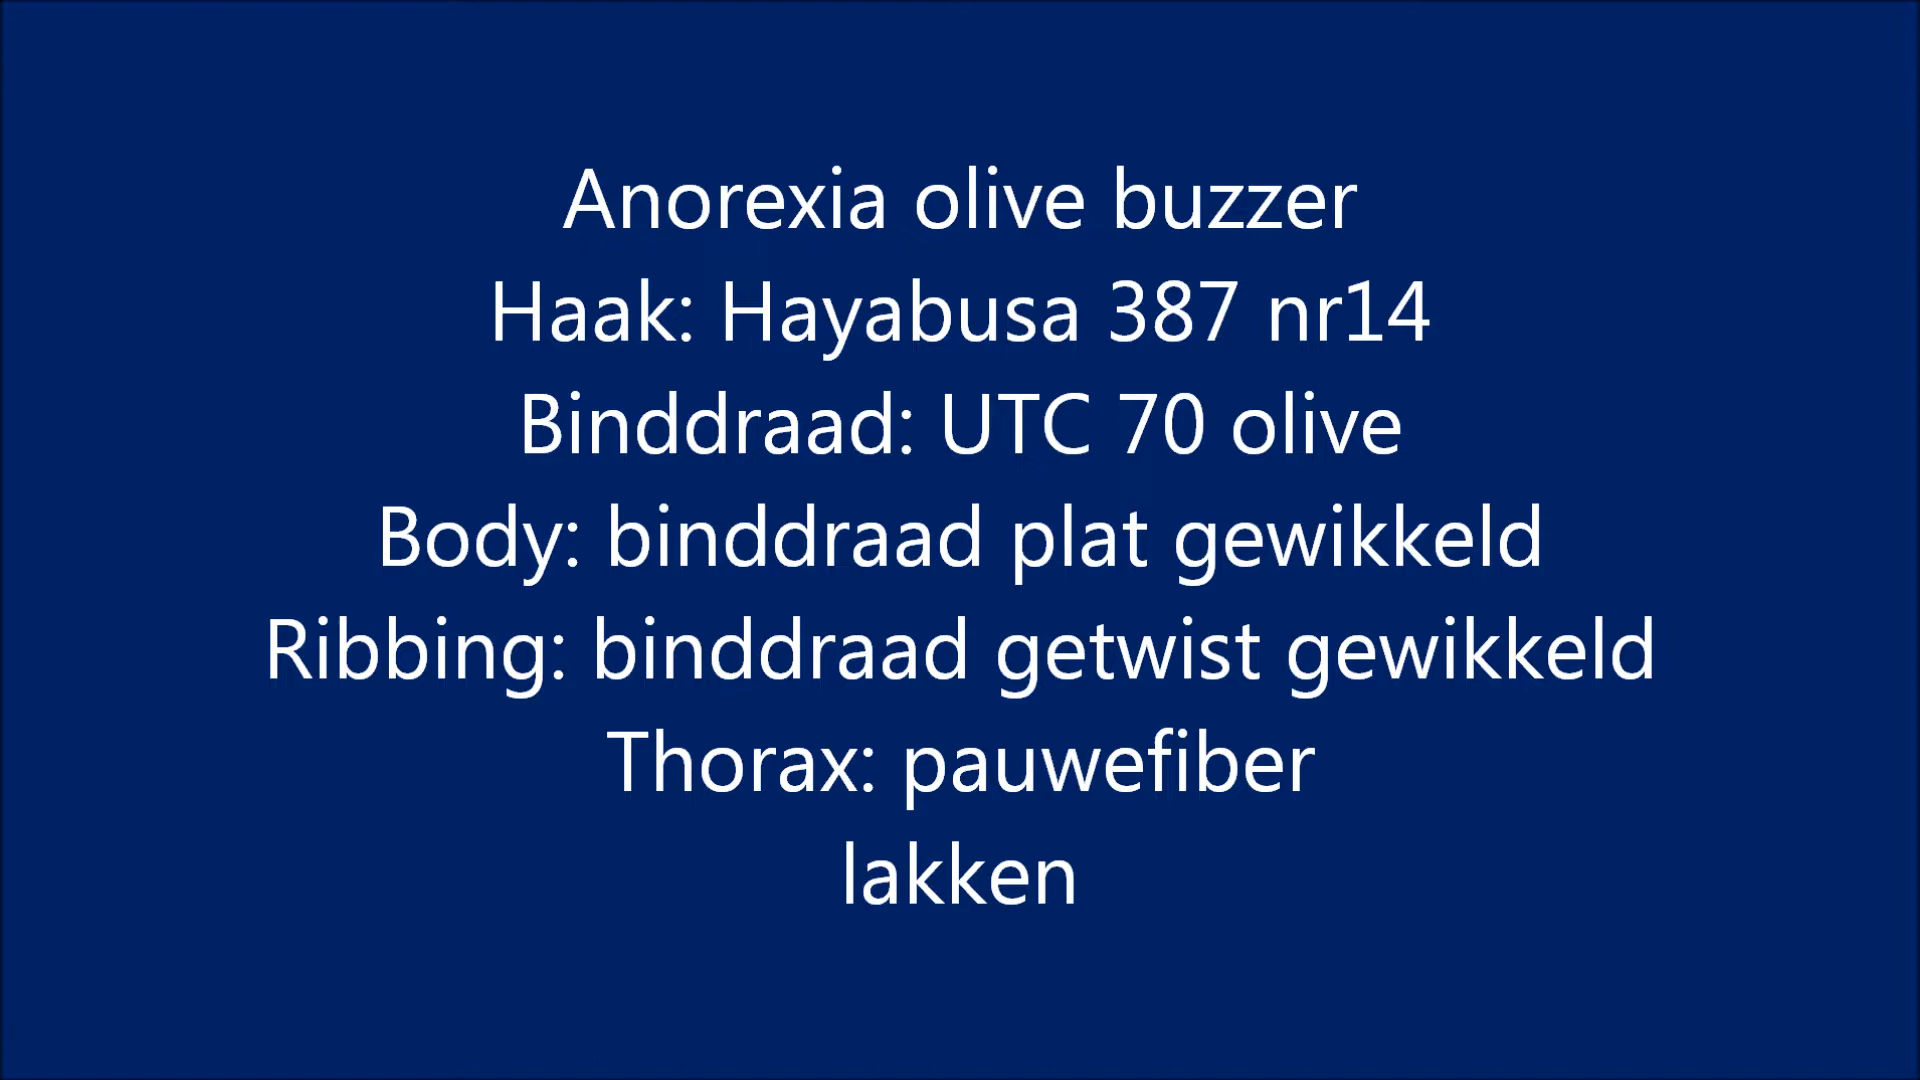 Anorexia olive buzzer
Haak: Hayabusa 387 nr14
Binddraad: UTC 70 olive
Body: binddraad plat gewikkeld
Ribbing: binddraad getwist gewikkeld
Thorax: pauwefiber
lakken